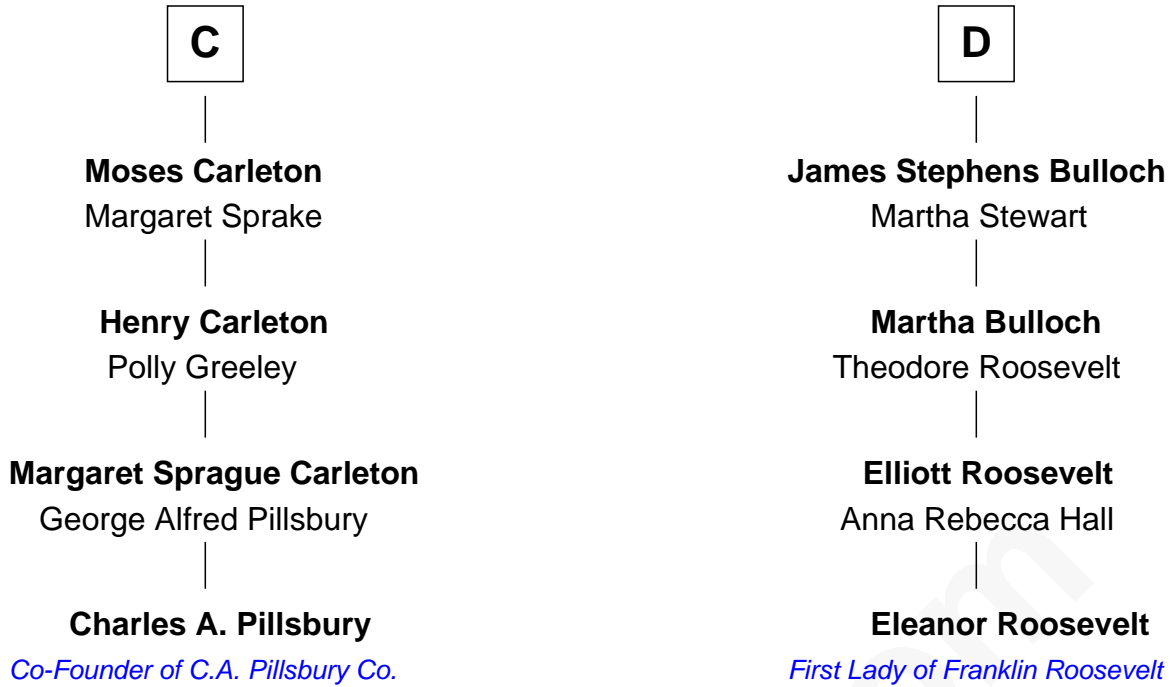 C
Moses Carleton
Margaret Sprake
Henry Carleton
Polly Greeley
Margaret Sprague Carleton
George Alfred Pillsbury
Charles A. Pillsbury
Co-Founder of C.A. Pillsbury Co.
D
James Stephens Bulloch
Martha Stewart
Martha Bulloch
Theodore Roosevelt
Elliott Roosevelt
Anna Rebecca Hall
Eleanor Roosevelt
First Lady of Franklin Roosevelt